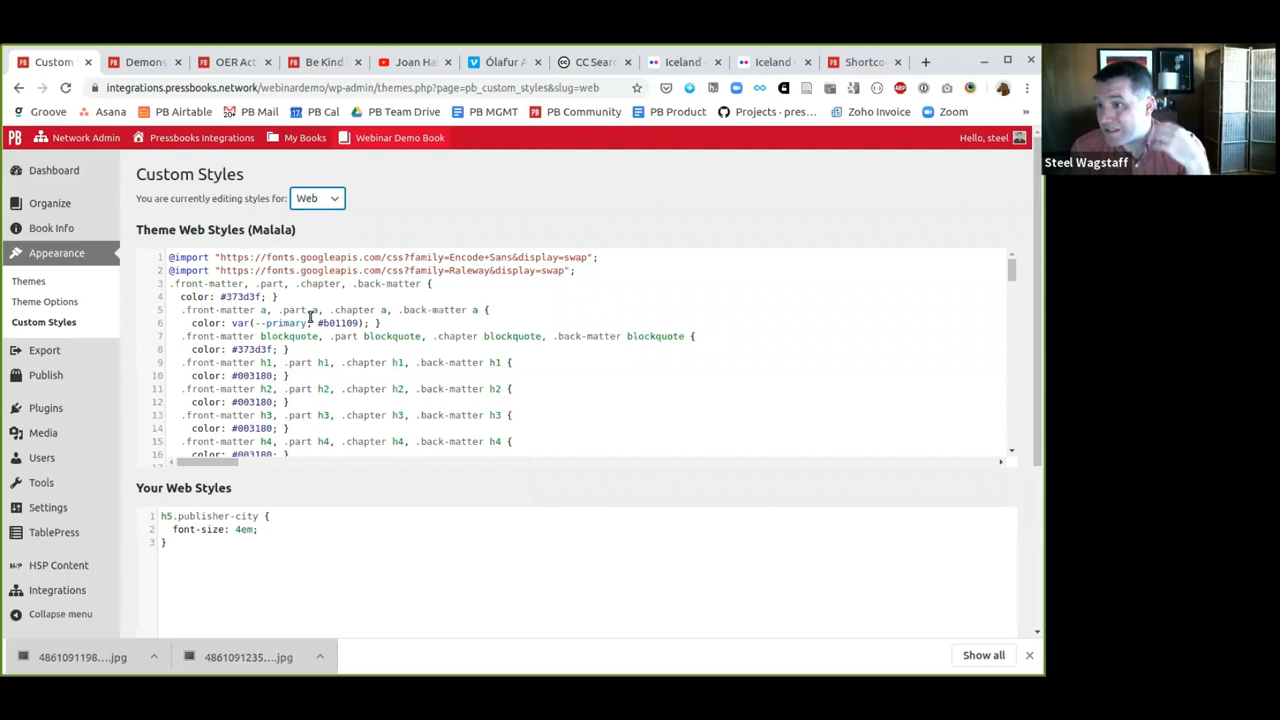 Custom
Demons
OER Act
Be Kind
Joan Ha
Ólafur A
CC Sear
Iceland
Iceland
Shortco
integrations.pressbooks.network/webinardemo/wp-admin/themes.php?page=pb_custom_styles&slug=web
Groove
Asana
PB Airtable
PB Mail
PB Cal
PB Team Drive
PB MGMT
PB Community
PB Product
Projects · pres…
Zoho Invoice
Zoom
»
PB
Network Admin
Pressbooks Integrations
My Books
Webinar Demo Book
Hello, steel
Steel Wagstaff
Dashboard
Organize
Book Info
Appearance
Themes
Theme Options
Custom Styles
Export
Publish
Plugins
Media
Users
Tools
Settings
TablePress
H5P Content
Integrations
Collapse menu
Custom Styles
You are currently editing styles for: Web
Theme Web Styles (Malala)
1 @import "https://fonts.googleapis.com/css?family=Encode+Sans&display=swap";
2 @import "https://fonts.googleapis.com/css?family=Raleway&display=swap";
3 .front-matter, .part, .chapter, .back-matter {
4 color: #373d3f; }
5 .front-matter a, .part a, .chapter a, .back-matter a {
6 color: var(--primary, #b01109); }
7 .front-matter blockquote, .part blockquote, .chapter blockquote, .back-matter blockquote {
8 color: #373d3f; }
9 .front-matter h1, .part h1, .chapter h1, .back-matter h1 {
10 color: #003180; }
11 .front-matter h2, .part h2, .chapter h2, .back-matter h2 {
12 color: #003180; }
13 .front-matter h3, .part h3, .chapter h3, .back-matter h3 {
14 color: #003180; }
15 .front-matter h4, .part h4, .chapter h4, .back-matter h4 {
16 color: #003180; }
Your Web Styles
1 h5.publisher-city {
2 font-size: 4em;
3 }
4861091198....jpg
4861091235....jpg
Show all